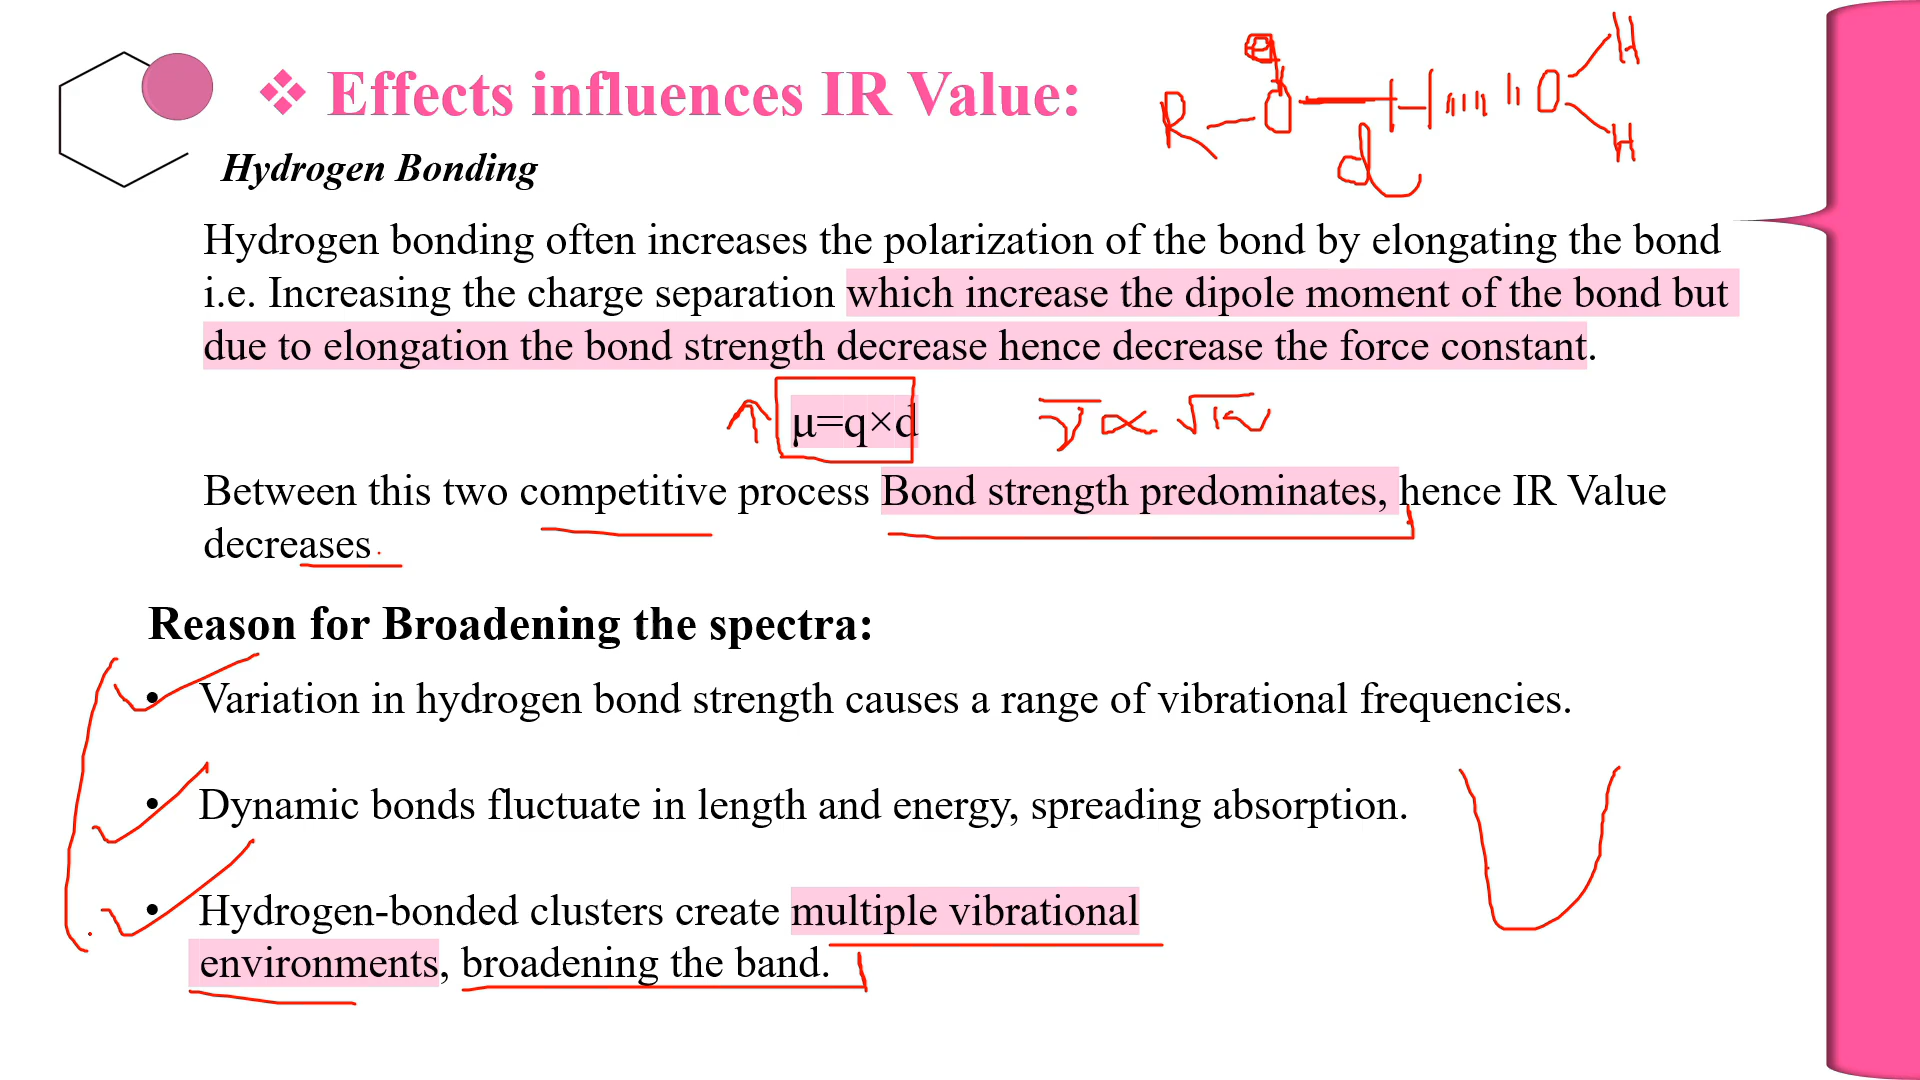 ❖ Effects influences IR Value:
Hydrogen Bonding
⊖
R—O—H ıııı ıı O
H
H
d
Hydrogen bonding often increases the polarization of the bond by elongating the bond
i.e. Increasing the charge separation which increase the dipole moment of the bond but
due to elongation the bond strength decrease hence decrease the force constant.
↑ μ=q×d ν̅ ∝ √k
Between this two competitive process Bond strength predominates, hence IR Value
decreases.
Reason for Broadening the spectra:
• Variation in hydrogen bond strength causes a range of vibrational frequencies.
• Dynamic bonds fluctuate in length and energy, spreading absorption.
• Hydrogen-bonded clusters create multiple vibrational
environments, broadening the band.